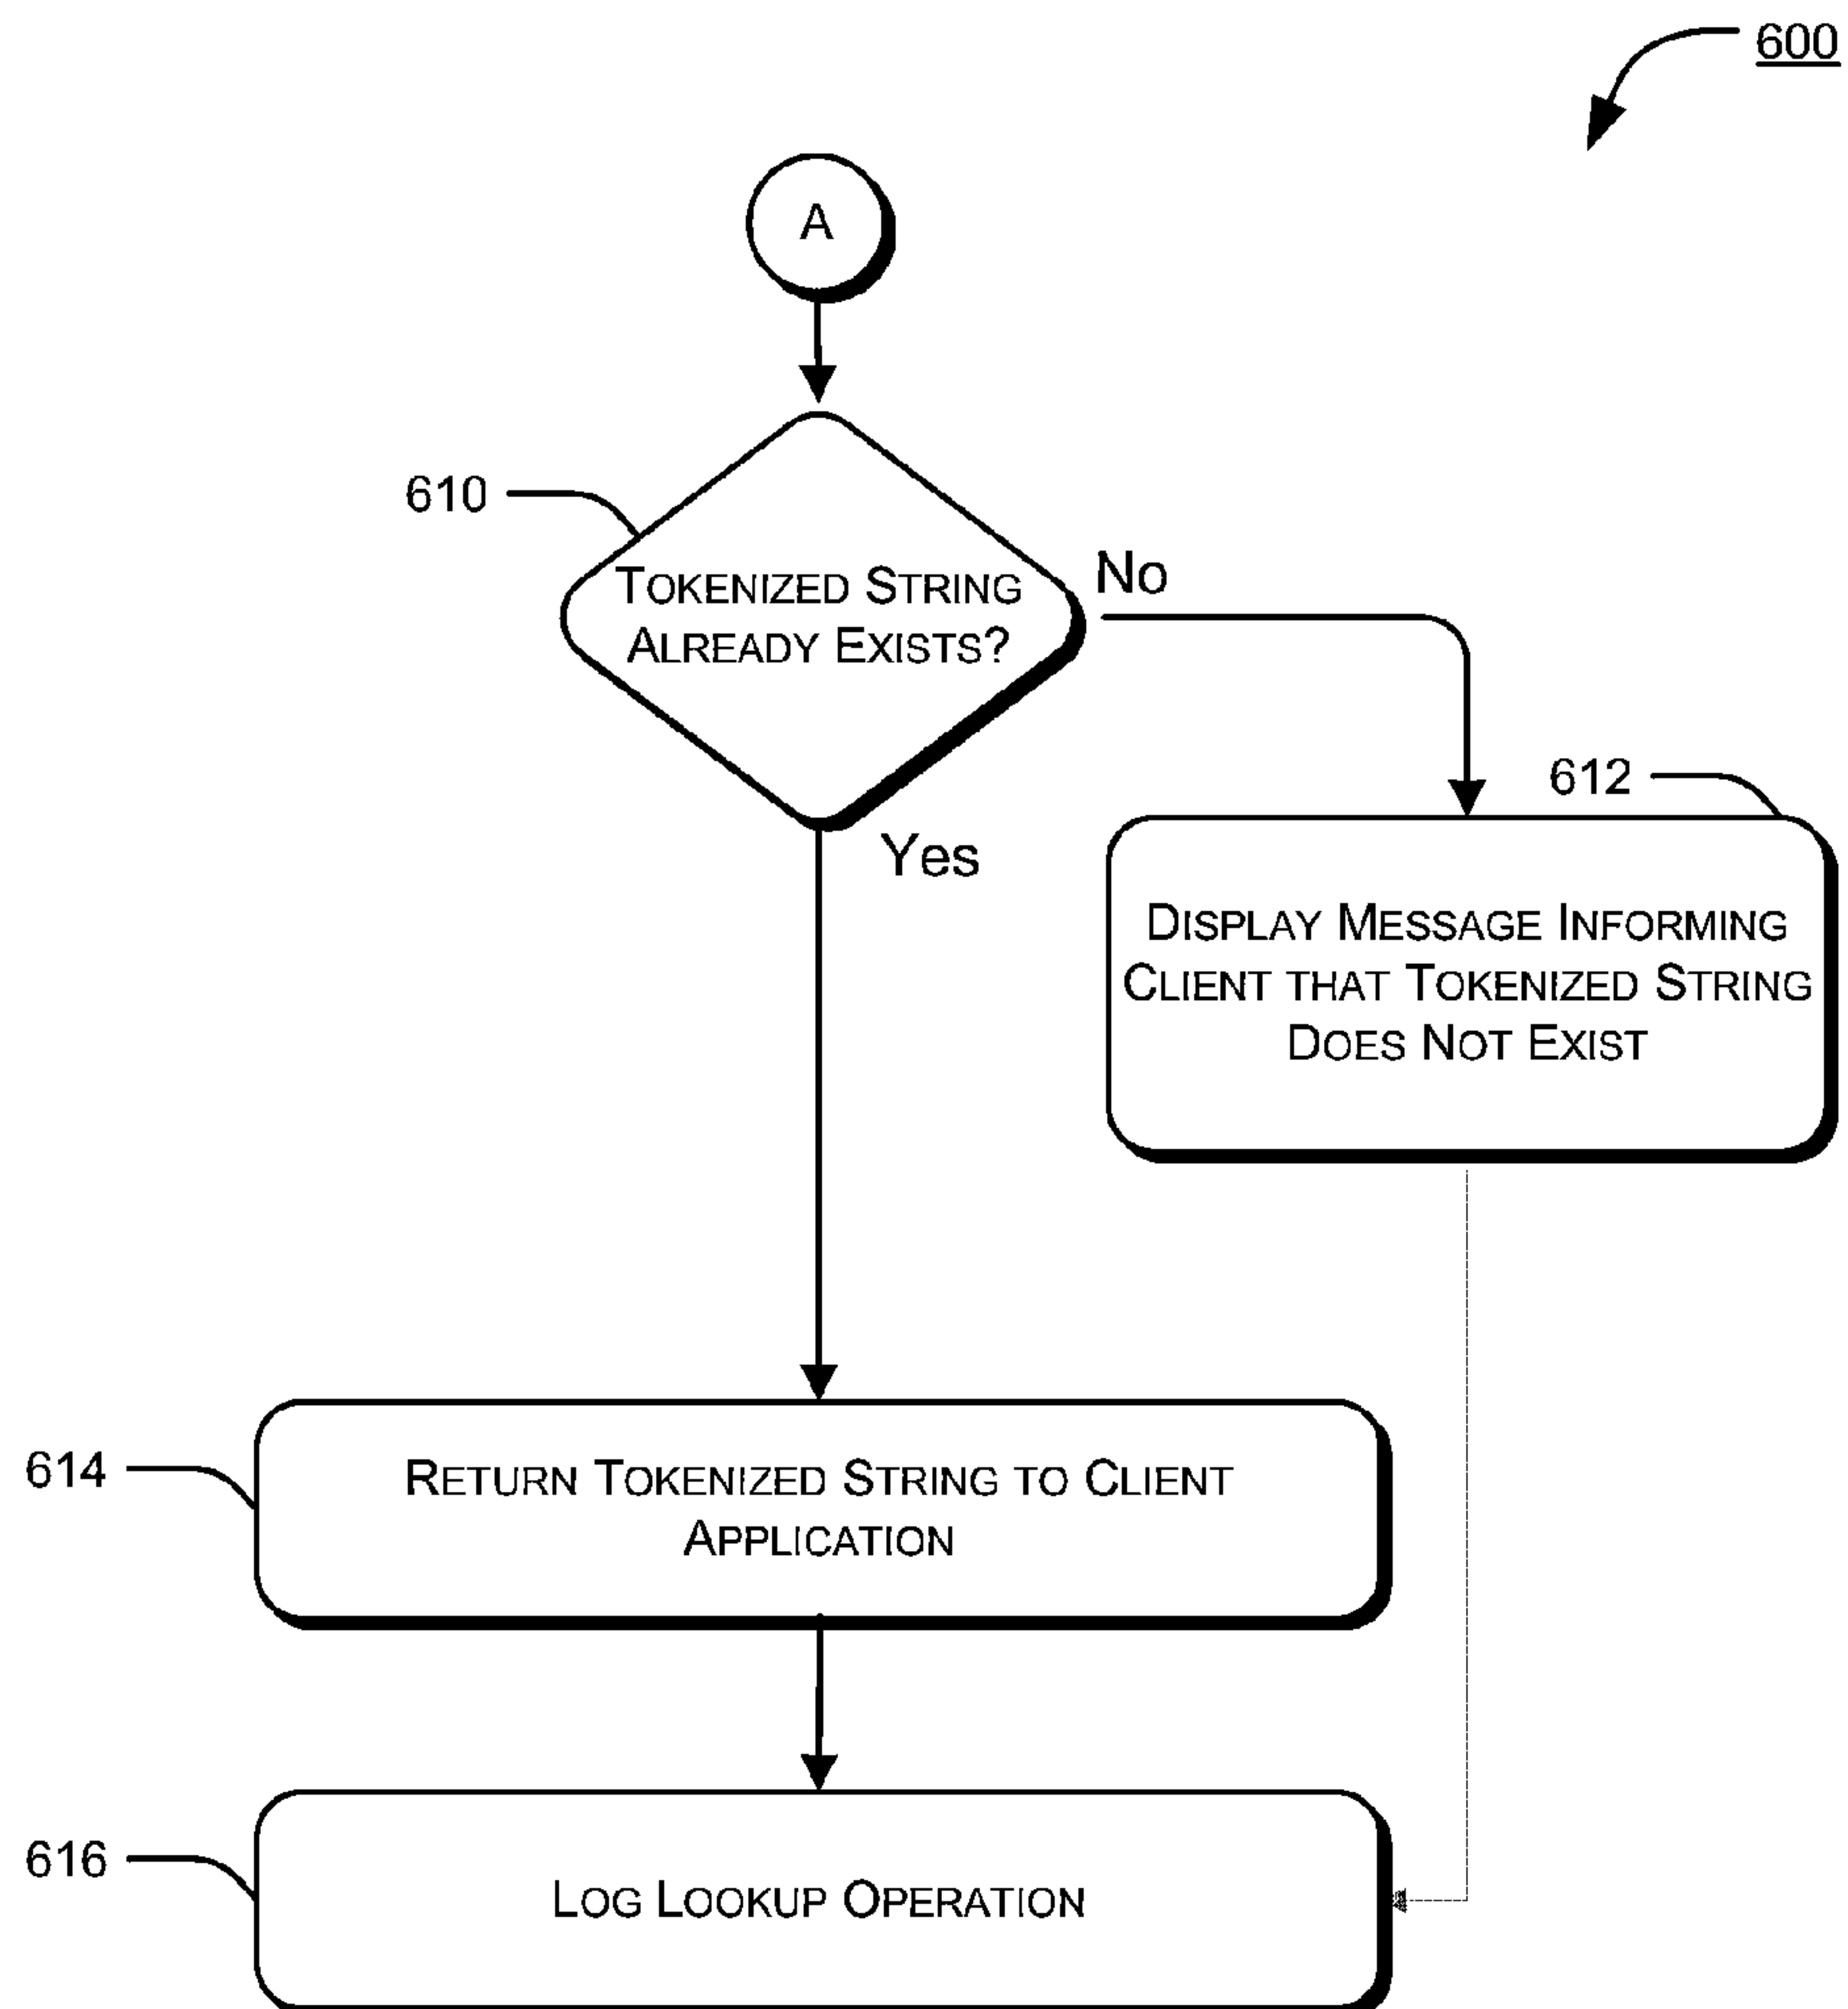 600
A
610
TOKENIZED STRING
ALREADY EXISTS?
No
Yes
612
DISPLAY MESSAGE INFORMING
CLIENT THAT TOKENIZED STRING
DOES NOT EXIST
614
RETURN TOKENIZED STRING TO CLIENT
APPLICATION
616
LOG LOOKUP OPERATION